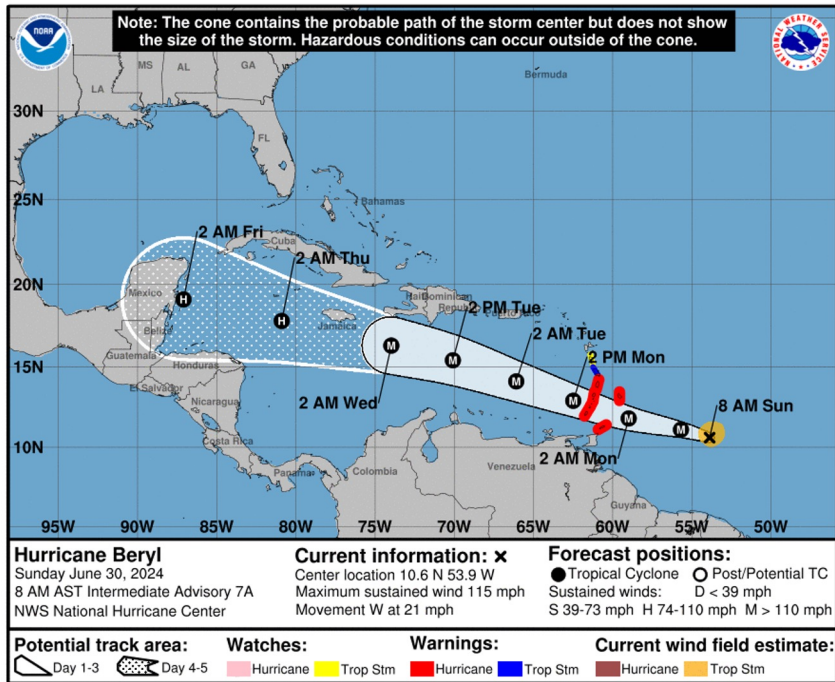 Note: The cone contains the probable path of the storm center but does not show
the size of the storm. Hazardous conditions can occur outside of the cone.
NOAA
NATIONAL WEATHER SERVICE
MS
AL
GA
LA
FL
Bermuda
30N
25N
20N
15N
10N
Bahamas
Cuba
Mexico
Belize
Guatemala
Honduras
El Salvador
Nicaragua
Costa Rica
Panama
Jamaica
Haiti
Dominican
Republic
Colombia
Venezuela
Guyana
2 AM Fri
2 AM Thu
2 PM Tue
2 AM Tue
2 PM Mon
2 AM Wed
2 AM Mon
8 AM Sun
H
H
M
M
M
M
M
M
95W 90W 85W 80W 75W 70W 65W 60W 55W 50W
Hurricane Beryl
Sunday June 30, 2024
8 AM AST Intermediate Advisory 7A
NWS National Hurricane Center
Current information: x
Center location 10.6 N 53.9 W
Maximum sustained wind 115 mph
Movement W at 21 mph
Forecast positions:
Tropical Cyclone Post/Potential TC
Sustained winds: D < 39 mph
S 39-73 mph H 74-110 mph M > 110 mph
Potential track area:
Day 1-3 Day 4-5
Watches:
Hurricane Trop Stm
Warnings:
Hurricane Trop Stm
Current wind field estimate:
Hurricane Trop Stm